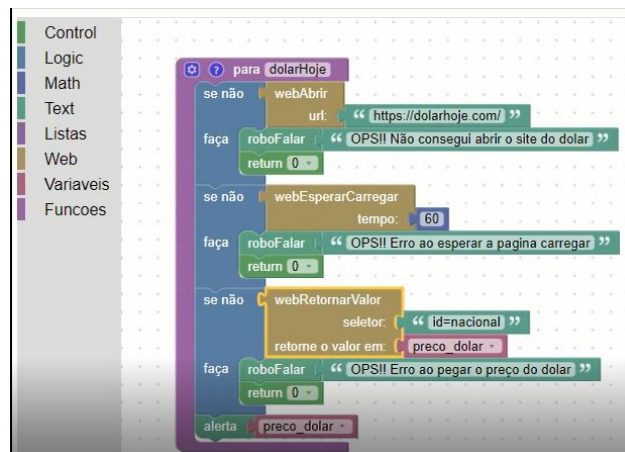 Control
Logic
Math
Text
Listas
Web
Variaveis
Funcoes
? para dolarHoje
se não webAbrir
url: “ https://dolarhoje.com/ ”
faça roboFalar “ OPS!! Não consegui abrir o site do dolar ”
return 0
se não webEsperarCarregar
tempo: 60
faça roboFalar “ OPS!! Erro ao esperar a pagina carregar ”
return 0
se não webRetornarValor
seletor: “ id=nacional ”
retorne o valor em: preco_dolar
faça roboFalar “ OPS!! Erro ao pegar o preço do dolar ”
return 0
alerta preco_dolar